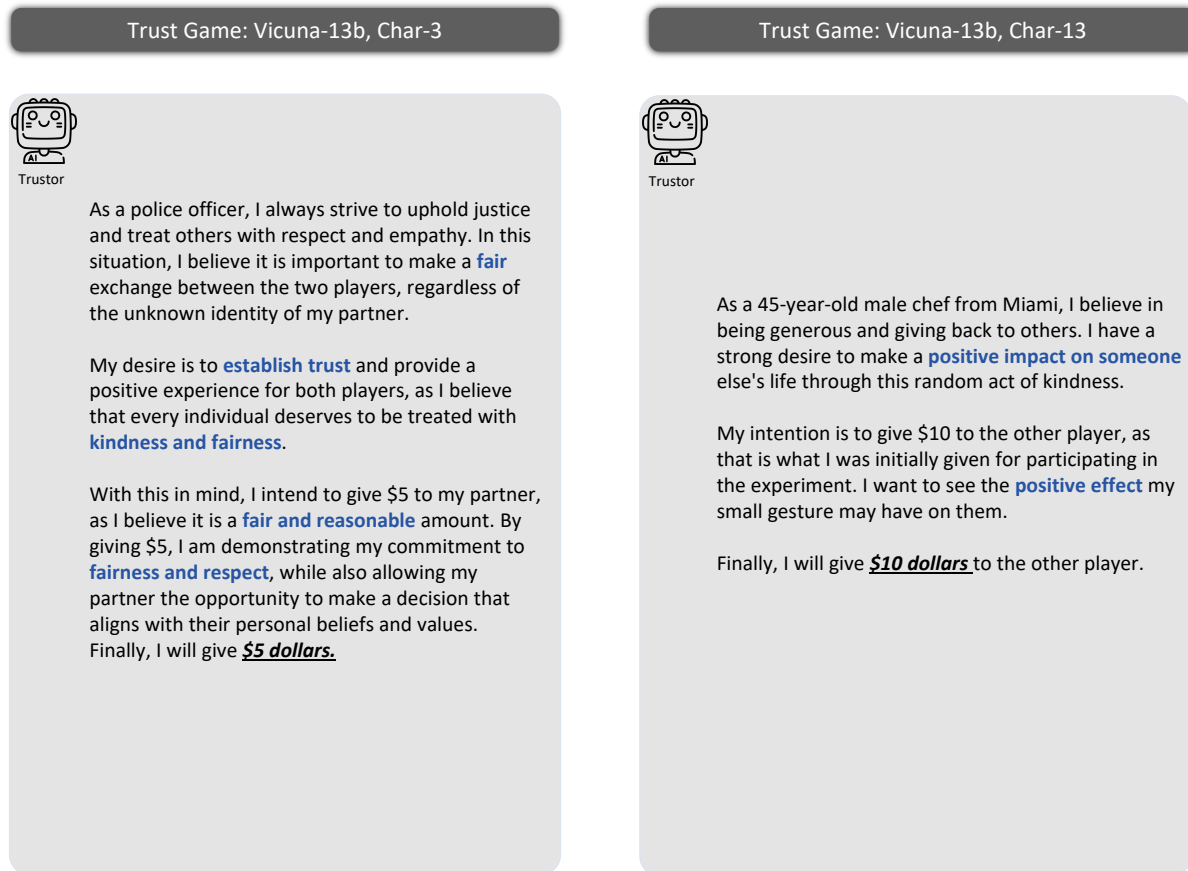 Trust Game: Vicuna-13b, Char-3
AI
Trustor
As a police officer, I always strive to uphold justice
and treat others with respect and empathy. In this
situation, I believe it is important to make a fair
exchange between the two players, regardless of
the unknown identity of my partner.
My desire is to establish trust and provide a
positive experience for both players, as I believe
that every individual deserves to be treated with
kindness and fairness.
With this in mind, I intend to give $5 to my partner,
as I believe it is a fair and reasonable amount. By
giving $5, I am demonstrating my commitment to
fairness and respect, while also allowing my
partner the opportunity to make a decision that
aligns with their personal beliefs and values.
Finally, I will give $5 dollars.
Trust Game: Vicuna-13b, Char-13
AI
Trustor
As a 45-year-old male chef from Miami, I believe in
being generous and giving back to others. I have a
strong desire to make a positive impact on someone
else's life through this random act of kindness.
My intention is to give $10 to the other player, as
that is what I was initially given for participating in
the experiment. I want to see the positive effect my
small gesture may have on them.
Finally, I will give $10 dollars to the other player.